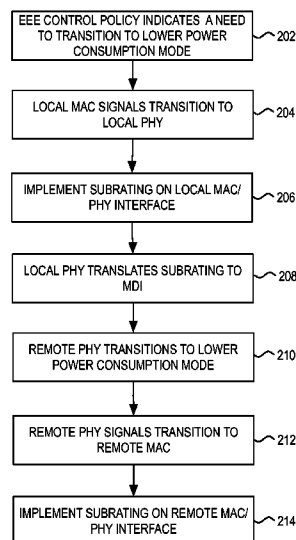 EEE CONTROL POLICY INDICATES A NEED
TO TRANSITION TO LOWER POWER
CONSUMPTION MODE
202
LOCAL MAC SIGNALS TRANSITION TO
LOCAL PHY
204
IMPLEMENT SUBRATING ON LOCAL MAC/
PHY INTERFACE
206
LOCAL PHY TRANSLATES SUBRATING TO
MDI
208
REMOTE PHY TRANSITIONS TO LOWER
POWER CONSUMPTION MODE
210
REMOTE PHY SIGNALS TRANSITION TO
REMOTE MAC
212
IMPLEMENT SUBRATING ON REMOTE MAC/
PHY INTERFACE
214